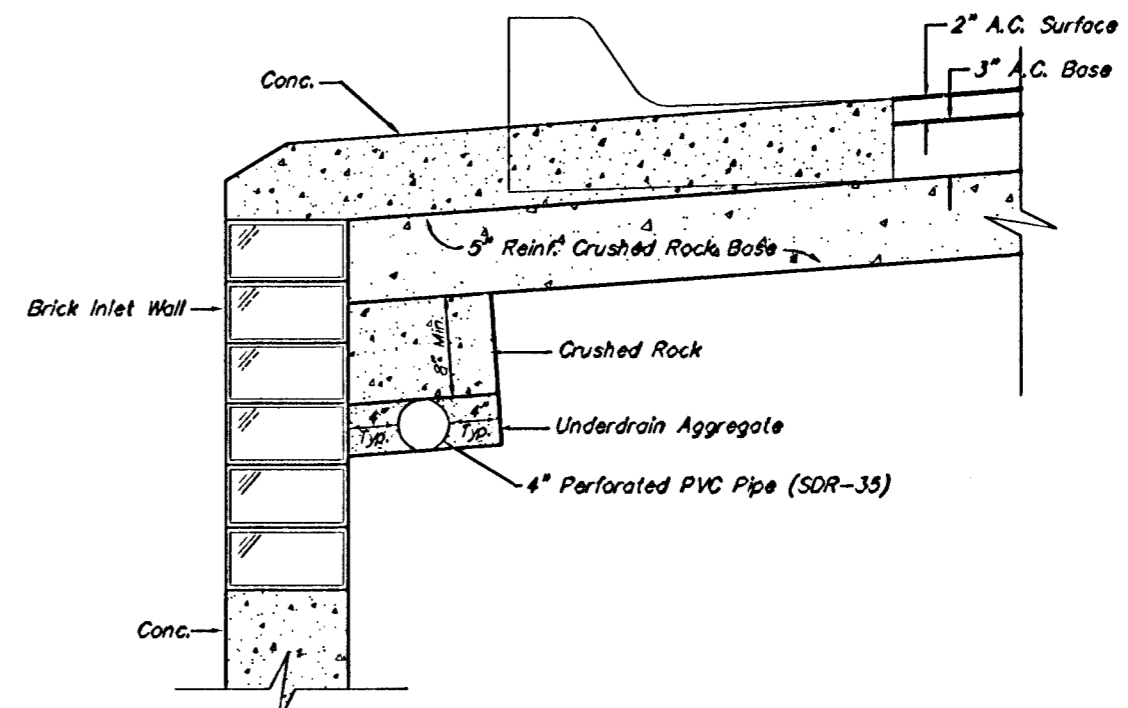 2" A.C. Surface
3" A.C. Base
Conc.
5" Reinf. Crushed Rock Base
Brick Inlet Wall
8" Min.
Crushed Rock
4" Typ.
4" Typ.
Underdrain Aggregate
4" Perforated PVC Pipe (SDR-35)
Conc.